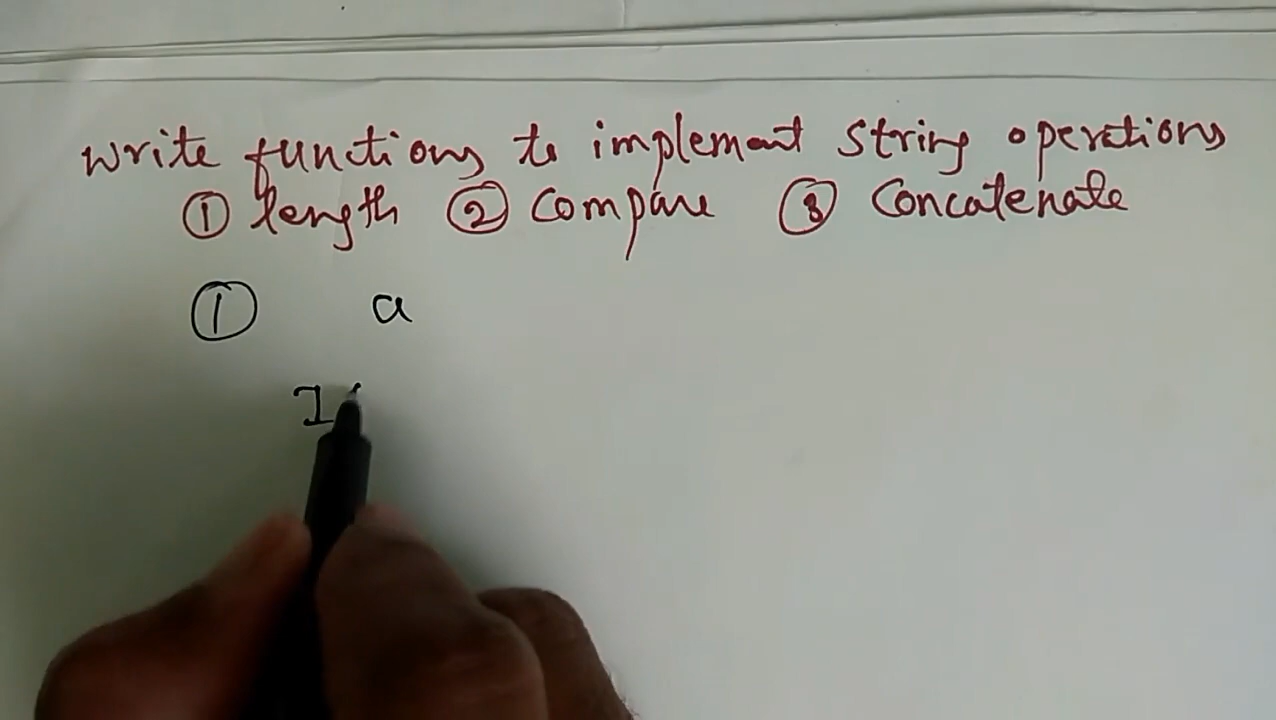 Write functions to implement string operations
① length ② Compare ③ Concatenate
① a
I